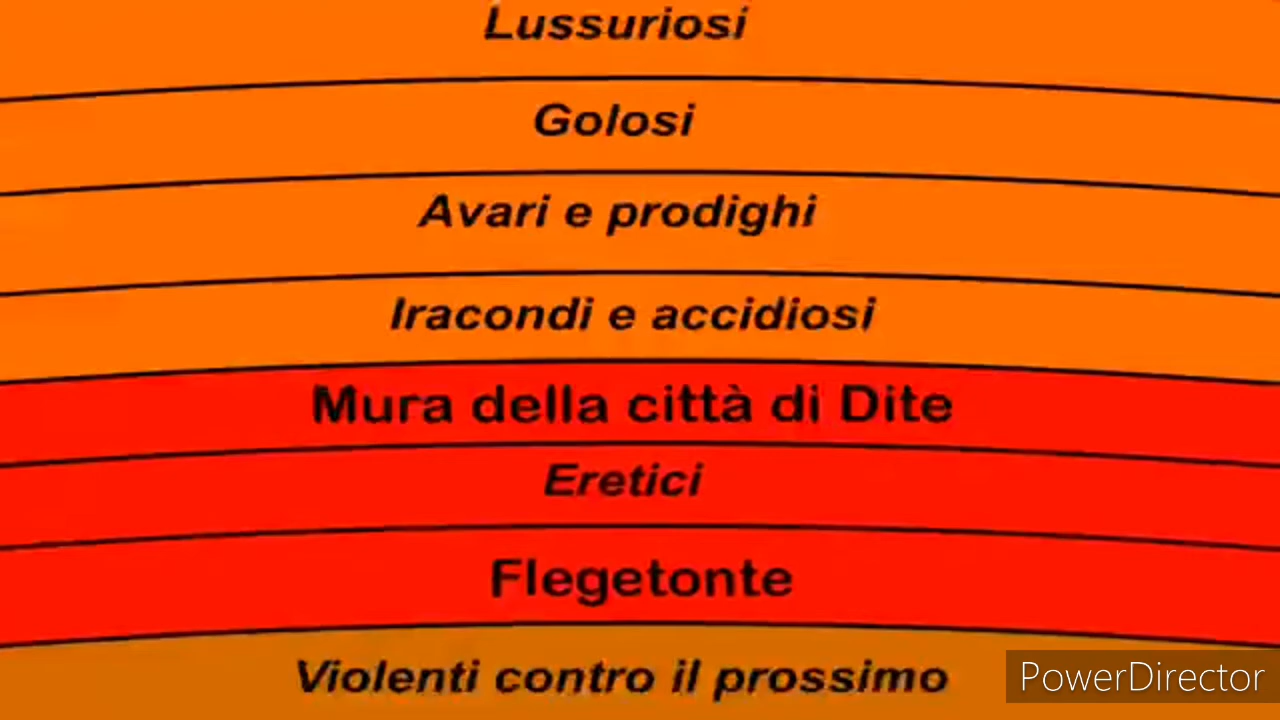 Lussuriosi
Golosi
Avari e prodighi
Iracondi e accidiosi
Mura della città di Dite
Eretici
Flegetonte
Violenti contro il prossimo
PowerDirector